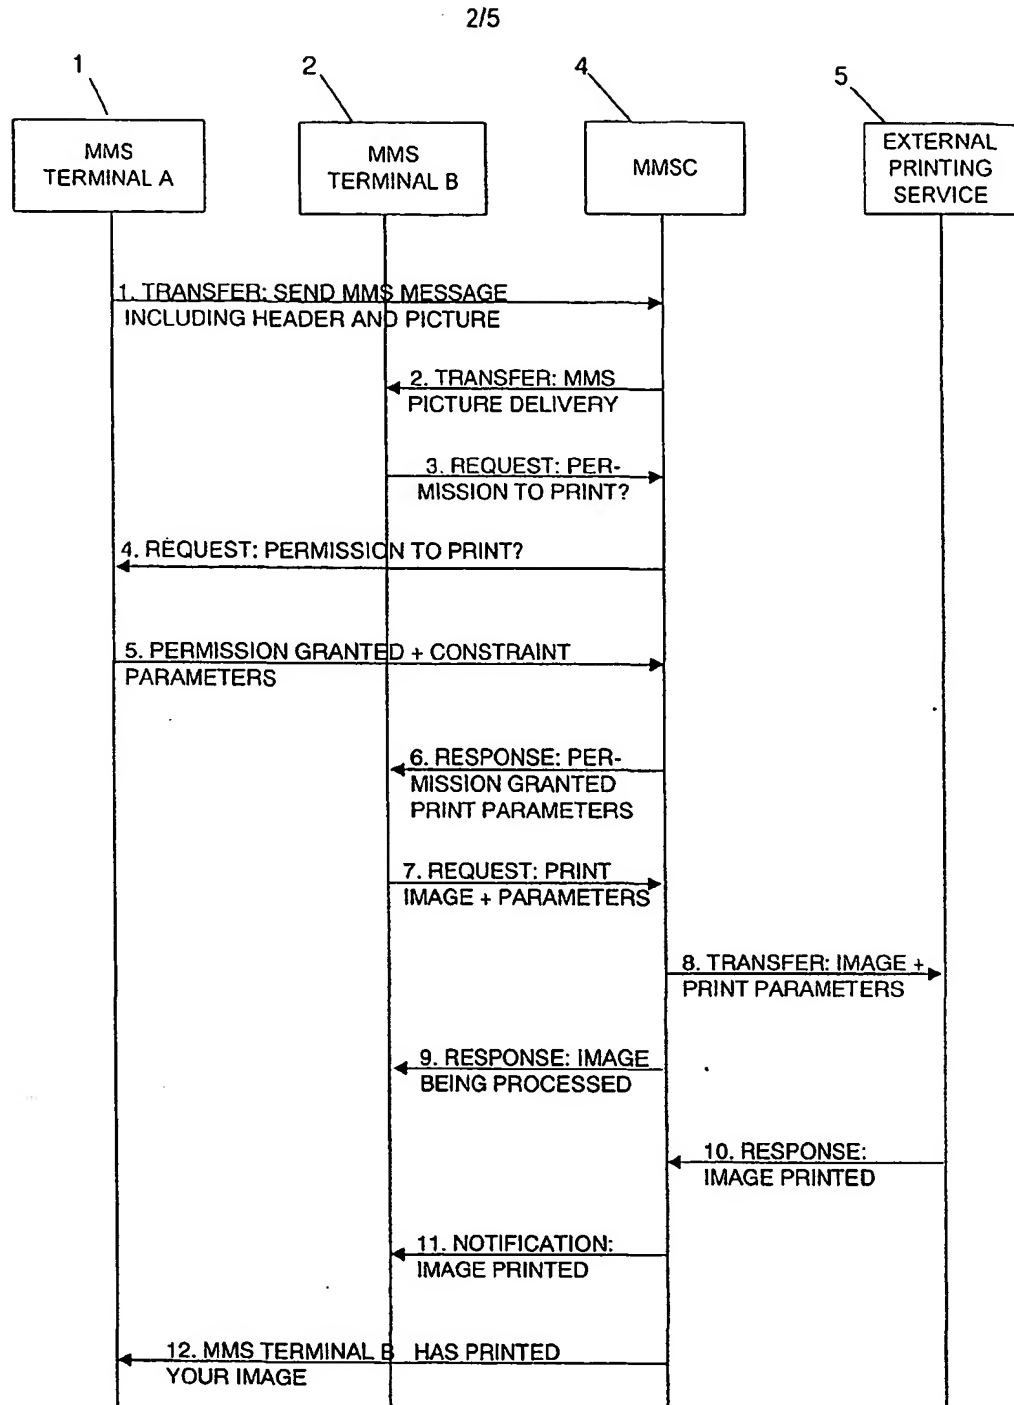 2/5
1
2
4
5
MMS
TERMINAL A
MMS
TERMINAL B
MMSC
EXTERNAL
PRINTING
SERVICE
1. TRANSFER: SEND MMS MESSAGE
INCLUDING HEADER AND PICTURE
2. TRANSFER: MMS
PICTURE DELIVERY
3. REQUEST: PER-
MISSION TO PRINT?
4. REQUEST: PERMISSION TO PRINT?
5. PERMISSION GRANTED + CONSTRAINT
PARAMETERS
6. RESPONSE: PER-
MISSION GRANTED
PRINT PARAMETERS
7. REQUEST: PRINT
IMAGE + PARAMETERS
8. TRANSFER: IMAGE +
PRINT PARAMETERS
9. RESPONSE: IMAGE
BEING PROCESSED
10. RESPONSE:
IMAGE PRINTED
11. NOTIFICATION:
IMAGE PRINTED
12. MMS TERMINAL B HAS PRINTED
YOUR IMAGE